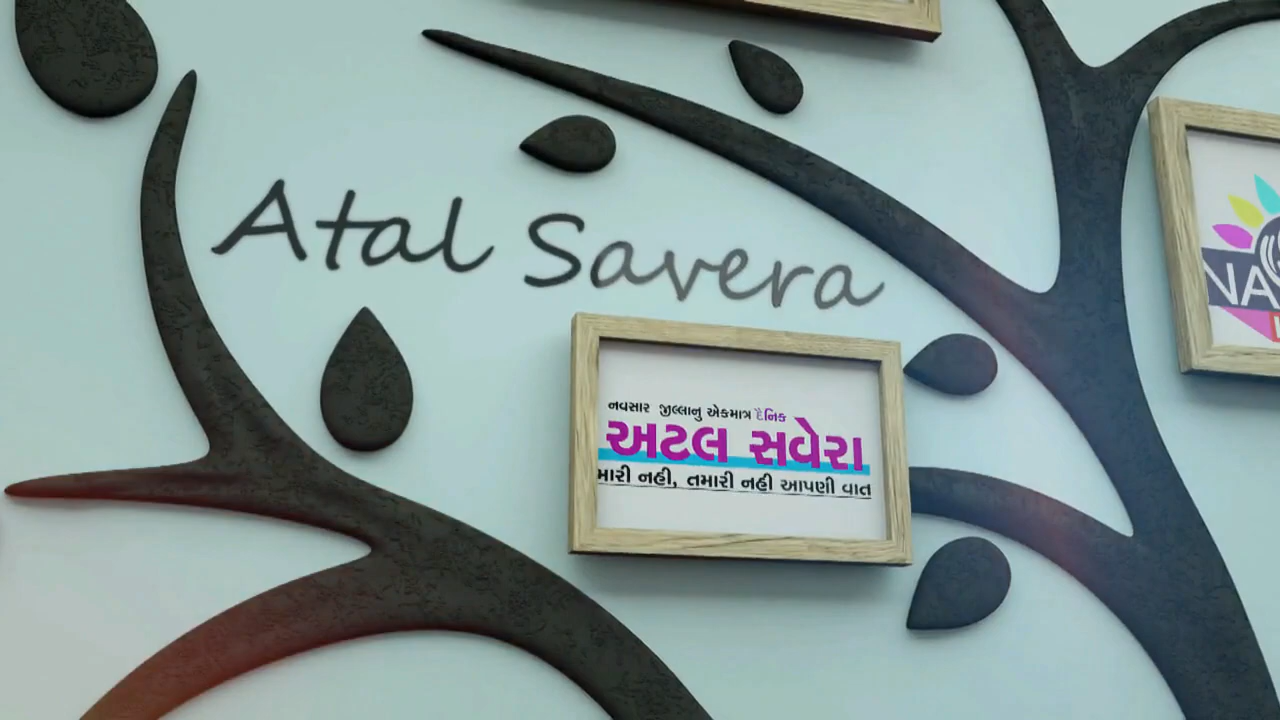 Atal Savera
નવસાર જીલ્લાનુ એકમાત્ર દૈનિક
અટલ સવેરા
મારી નહી, તમારી નહી આપણી વાત